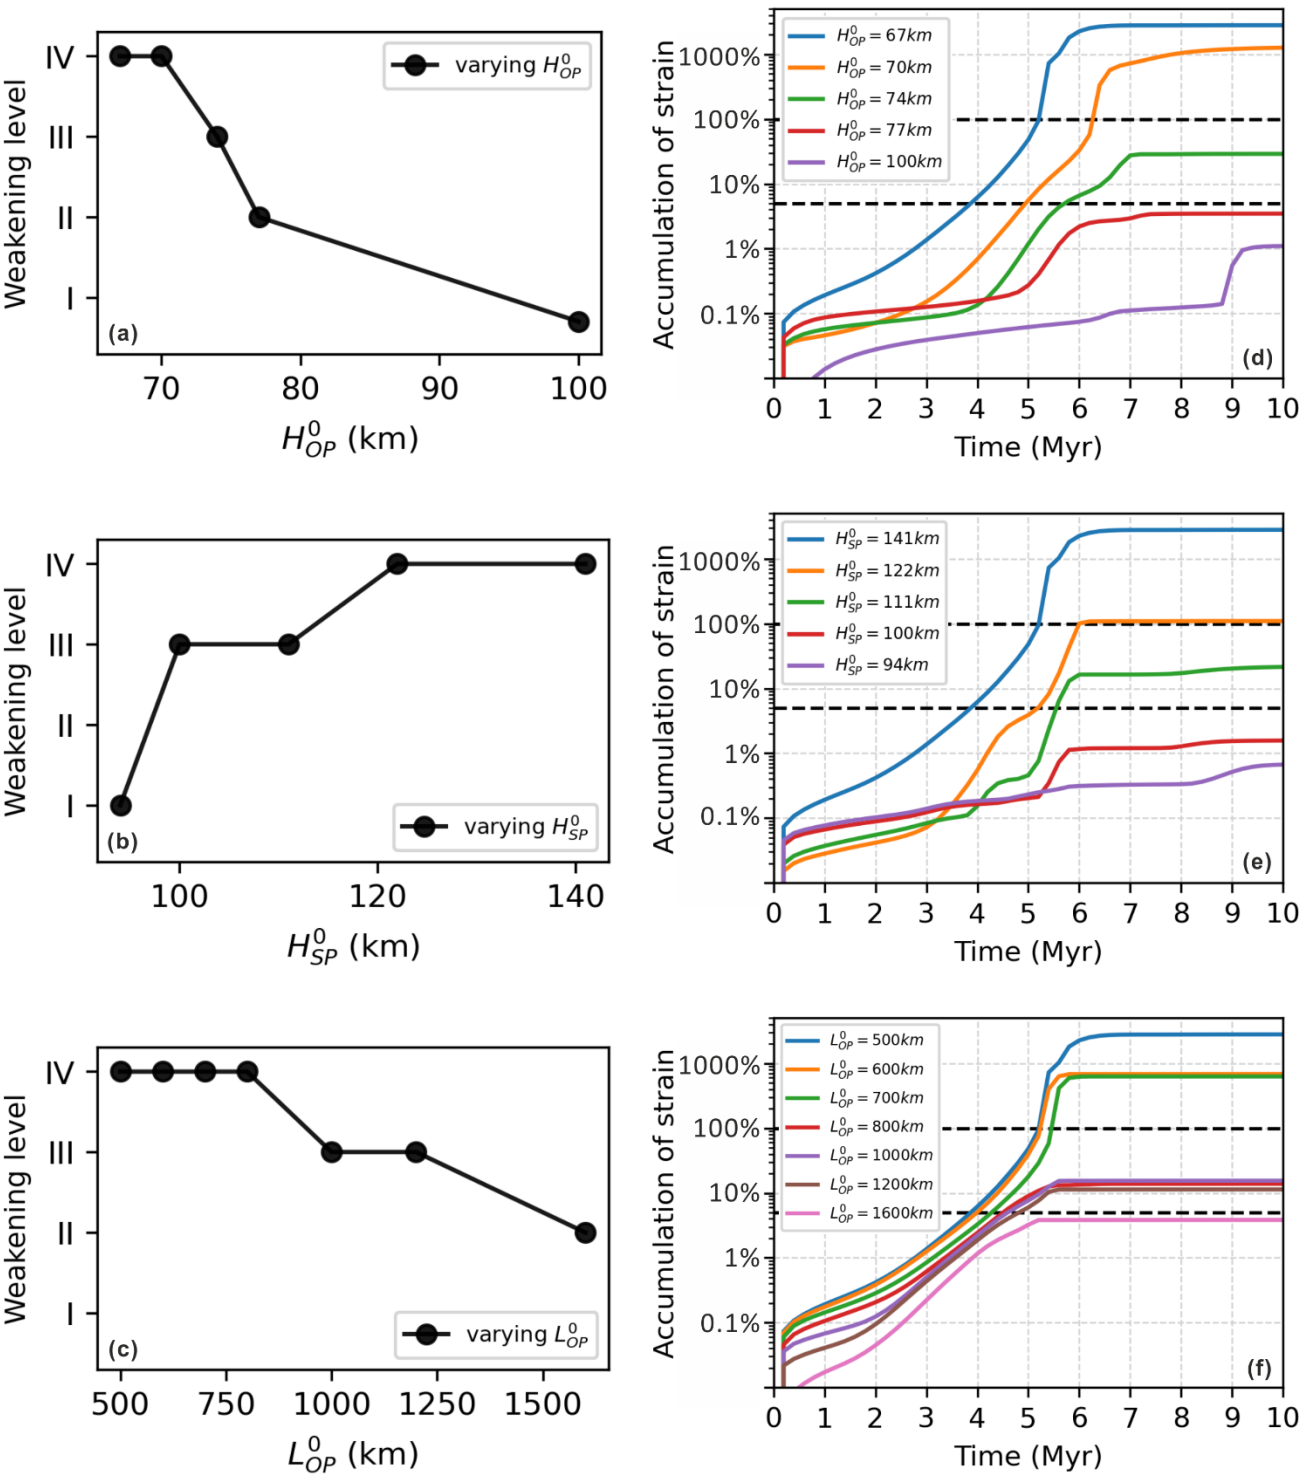 IV
III
II
I
Weakening level
varying H⁰_OP
(a)
70 80 90 100
H⁰_OP (km)
Accumulation of strain
1000%
100%
10%
1%
0.1%
H⁰_OP = 67km
H⁰_OP = 70km
H⁰_OP = 74km
H⁰_OP = 77km
H⁰_OP = 100km
(d)
0 1 2 3 4 5 6 7 8 9 10
Time (Myr)
IV
III
II
I
Weakening level
varying H⁰_SP
(b)
100 120 140
H⁰_SP (km)
Accumulation of strain
1000%
100%
10%
1%
0.1%
H⁰_SP = 141km
H⁰_SP = 122km
H⁰_SP = 111km
H⁰_SP = 100km
H⁰_SP = 94km
(e)
0 1 2 3 4 5 6 7 8 9 10
Time (Myr)
IV
III
II
I
Weakening level
varying L⁰_OP
(c)
500 750 1000 1250 1500
L⁰_OP (km)
Accumulation of strain
1000%
100%
10%
1%
0.1%
L⁰_OP = 500km
L⁰_OP = 600km
L⁰_OP = 700km
L⁰_OP = 800km
L⁰_OP = 1000km
L⁰_OP = 1200km
L⁰_OP = 1600km
(f)
0 1 2 3 4 5 6 7 8 9 10
Time (Myr)